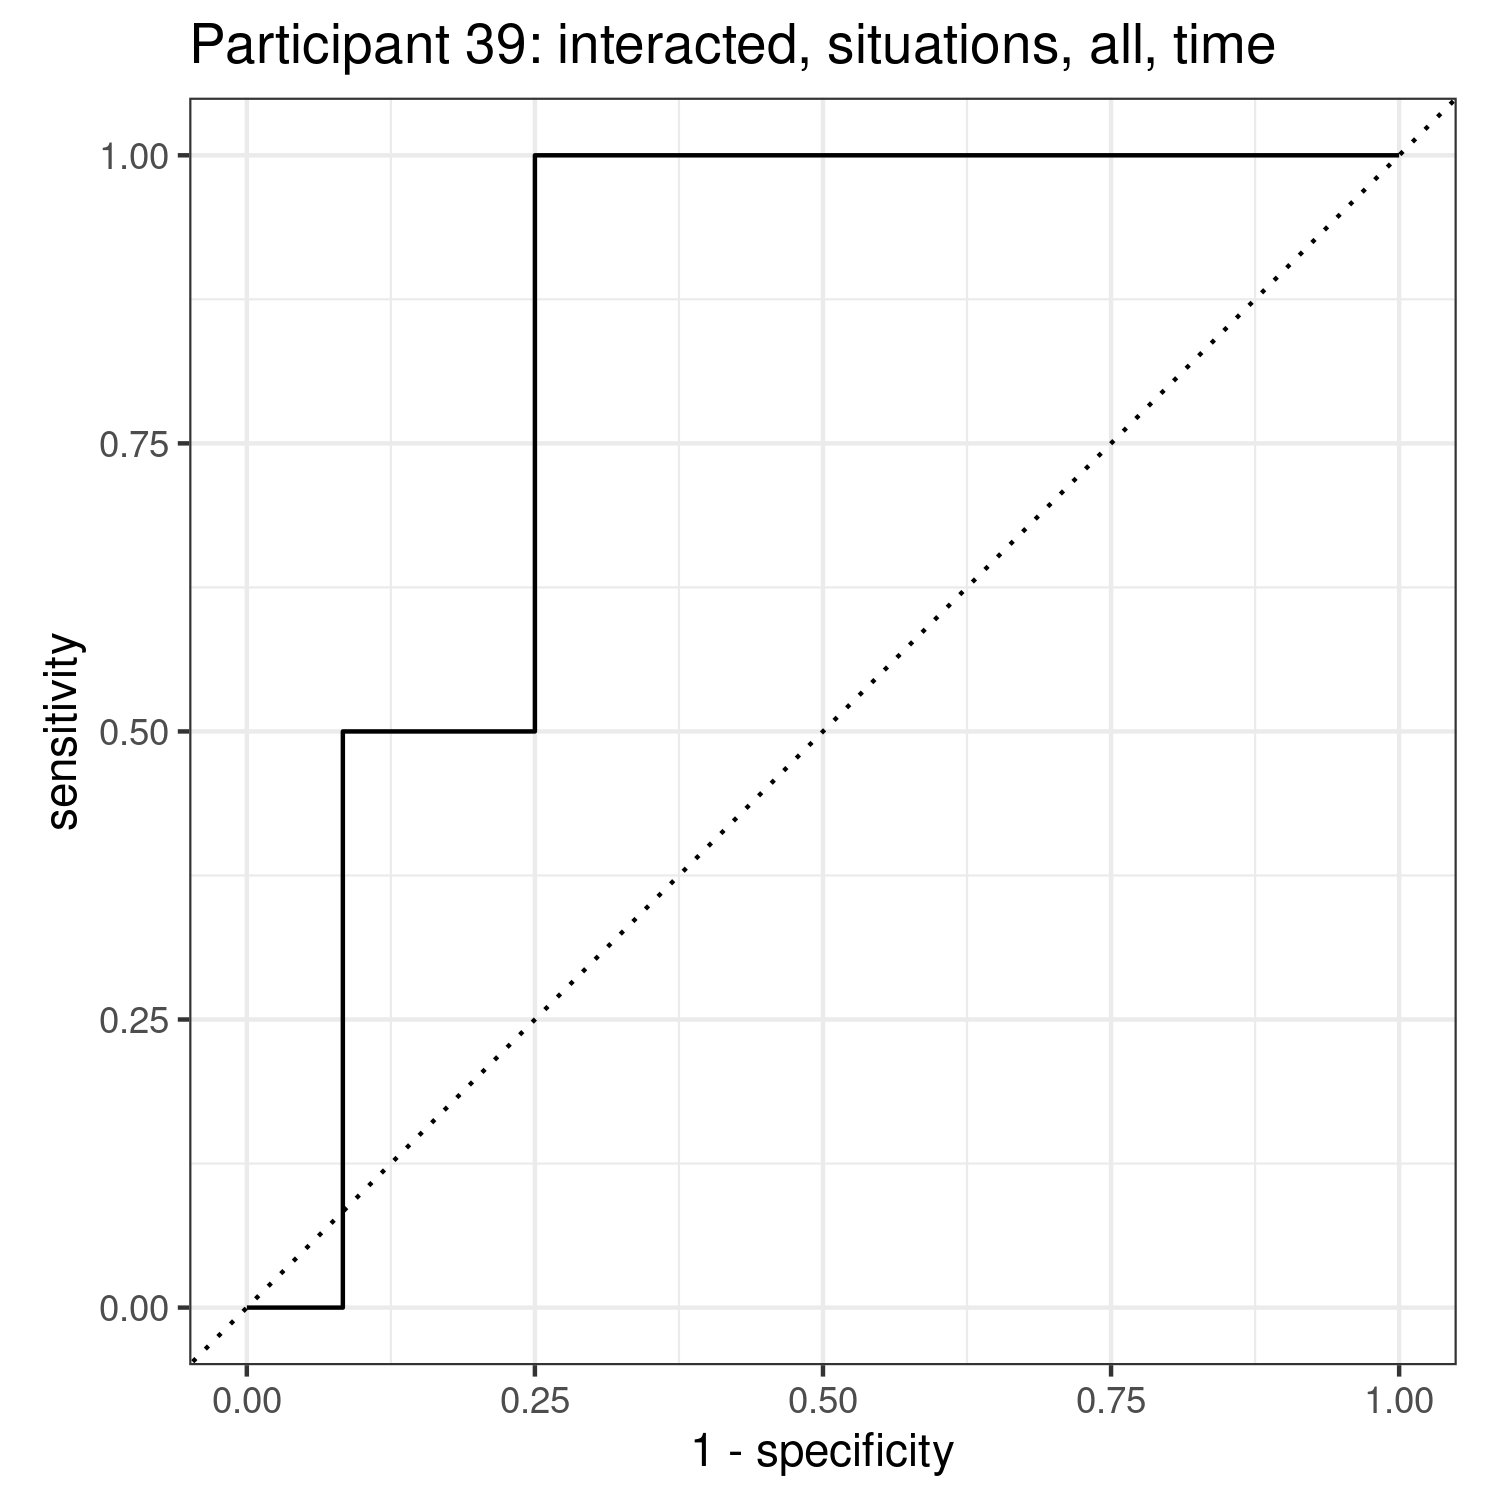 Participant 39: interacted, situations, all, time
1.00
0.75
0.50
0.25
0.00
sensitivity
0.00 0.25 0.50 0.75 1.00
1 - specificity